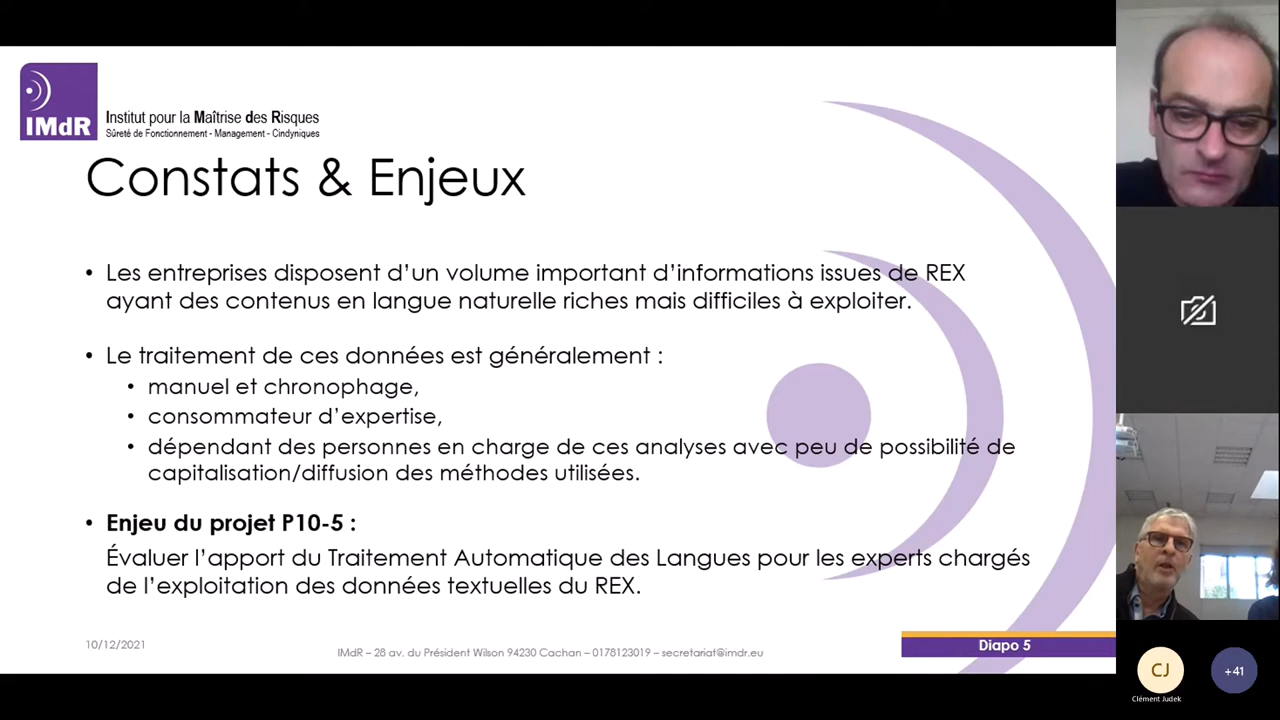 IMdR
Institut pour la Maîtrise des Risques
Sûreté de Fonctionnement - Management - Cindyniques
Constats & Enjeux
• Les entreprises disposent d’un volume important d’informations issues de REX
ayant des contenus en langue naturelle riches mais difficiles à exploiter.
• Le traitement de ces données est généralement :
• manuel et chronophage,
• consommateur d’expertise,
• dépendant des personnes en charge de ces analyses avec peu de possibilité de
capitalisation/diffusion des méthodes utilisées.
• Enjeu du projet P10-5 :
Évaluer l’apport du Traitement Automatique des Langues pour les experts chargés
de l’exploitation des données textuelles du REX.
10/12/2021
IMdR – 28 av. du Président Wilson 94230 Cachan – 0178123019 – secretariat@imdr.eu
Diapo 5
CJ
+41
Clément Judek